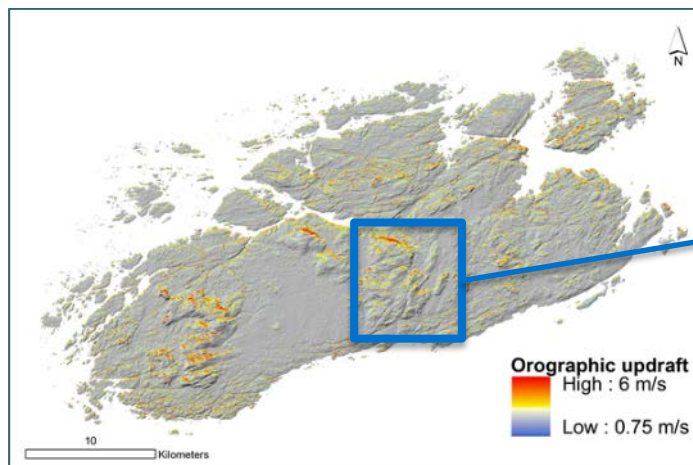 N
Orographic updraft
High : 6 m/s
Low : 0.75 m/s
10
Kilometers